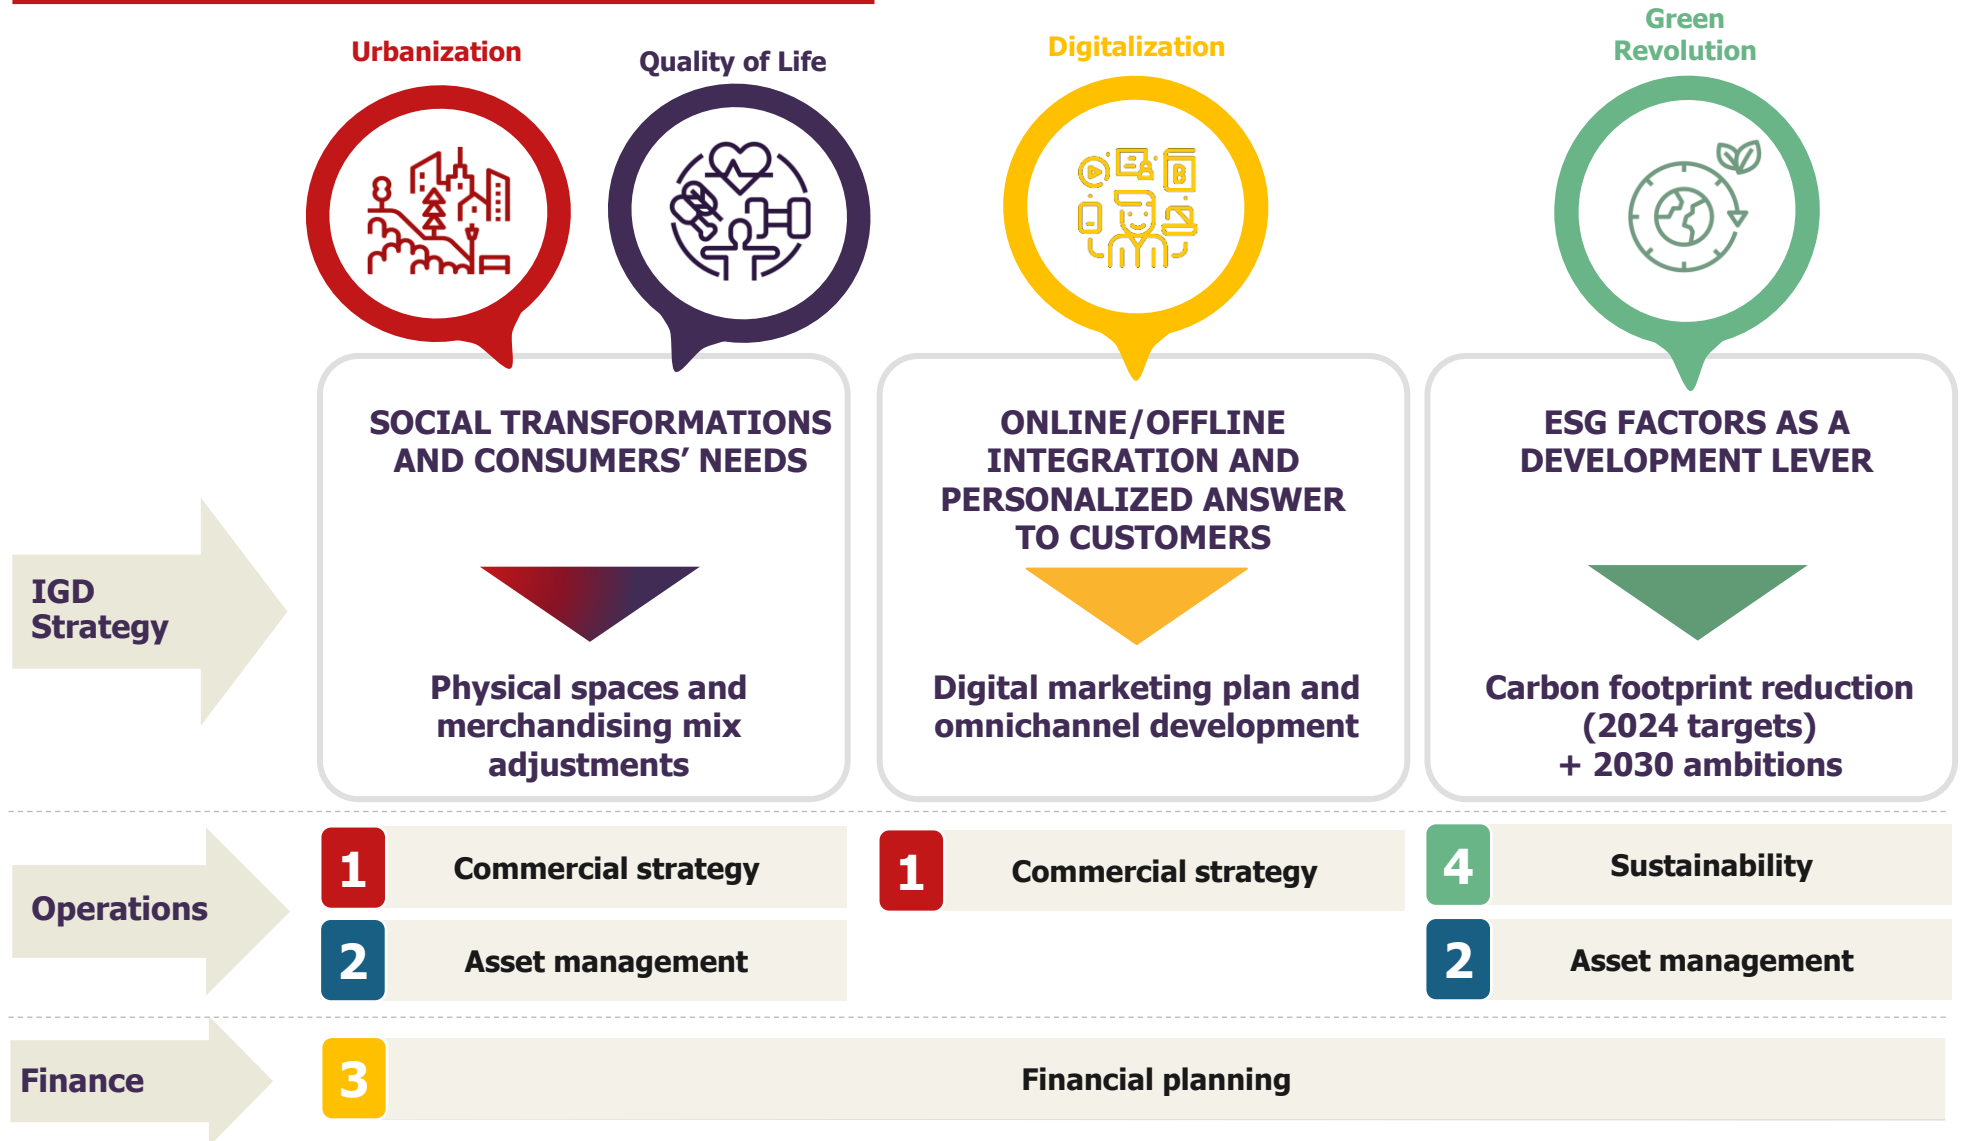 Urbanization
Quality of Life
Digitalization
Green
Revolution
B
SOCIAL TRANSFORMATIONS
AND CONSUMERS’ NEEDS
ONLINE/OFFLINE
INTEGRATION AND
PERSONALIZED ANSWER
TO CUSTOMERS
ESG FACTORS AS A
DEVELOPMENT LEVER
IGD
Strategy
Physical spaces and
merchandising mix
adjustments
Digital marketing plan and
omnichannel development
Carbon footprint reduction
(2024 targets)
+ 2030 ambitions
Operations
1 Commercial strategy
2 Asset management
1 Commercial strategy
4 Sustainability
2 Asset management
Finance
3 Financial planning